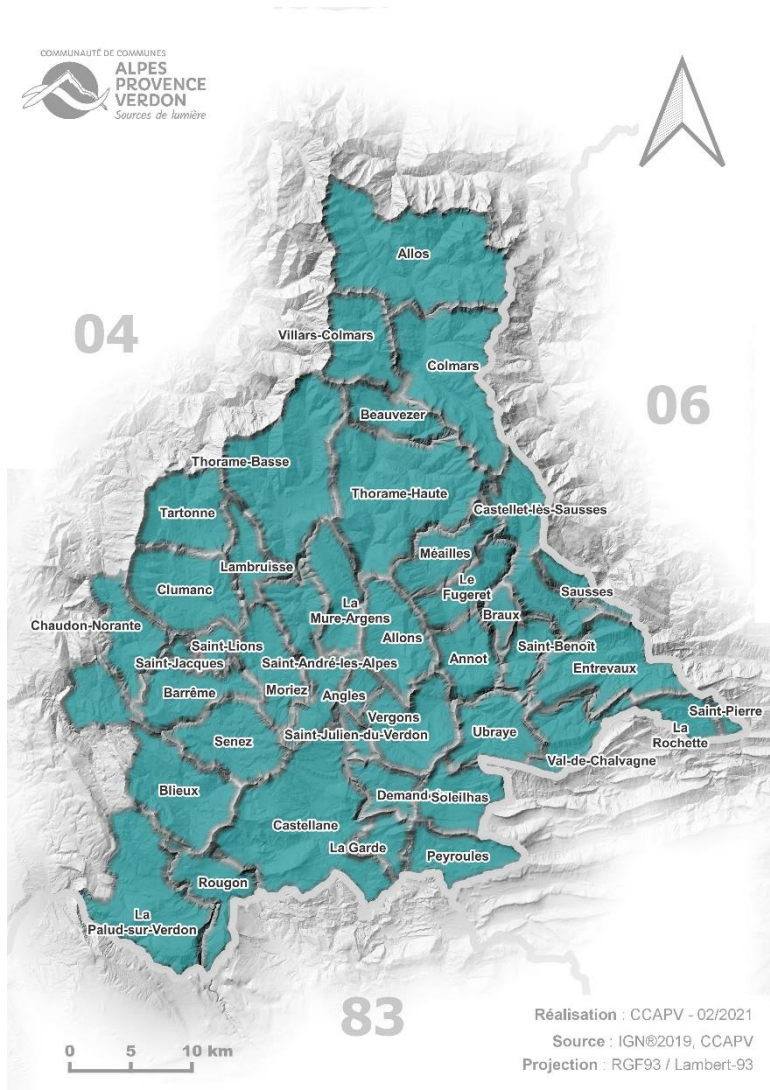 COMMUNAUTÉ DE COMMUNES
ALPES
PROVENCE
VERDON
Sources de lumière
Allos
04
Villars-Colmars
Colmars
06
Beauvezer
Thorame-Basse
Thorame-Haute
Castellet-lès-Sausses
Tartonne
Méailles
Lambruisse
Le
Fugeret
Clumanc
Sausses
La
Mure-Argens
Braux
Chaudon-Norante
Allons
Saint-Lions
Saint-Benoît
Saint-Jacques
Saint-André-les-Alpes
Annot
Entrevaux
Barrême
Moriez
Angles
Saint-Pierre
Vergons
La
Rochette
Senez
Saint-Julien-du-Verdon
Ubraye
Val-de-Chalvagne
Blieux
Demand
Soleilhas
Castellane
La Garde
Peyroules
Rougon
La
Palud-sur-Verdon
83
Réalisation : CCAPV - 02/2021
Source : IGN®2019, CCAPV
Projection : RGF93 / Lambert-93
0 5 10 km